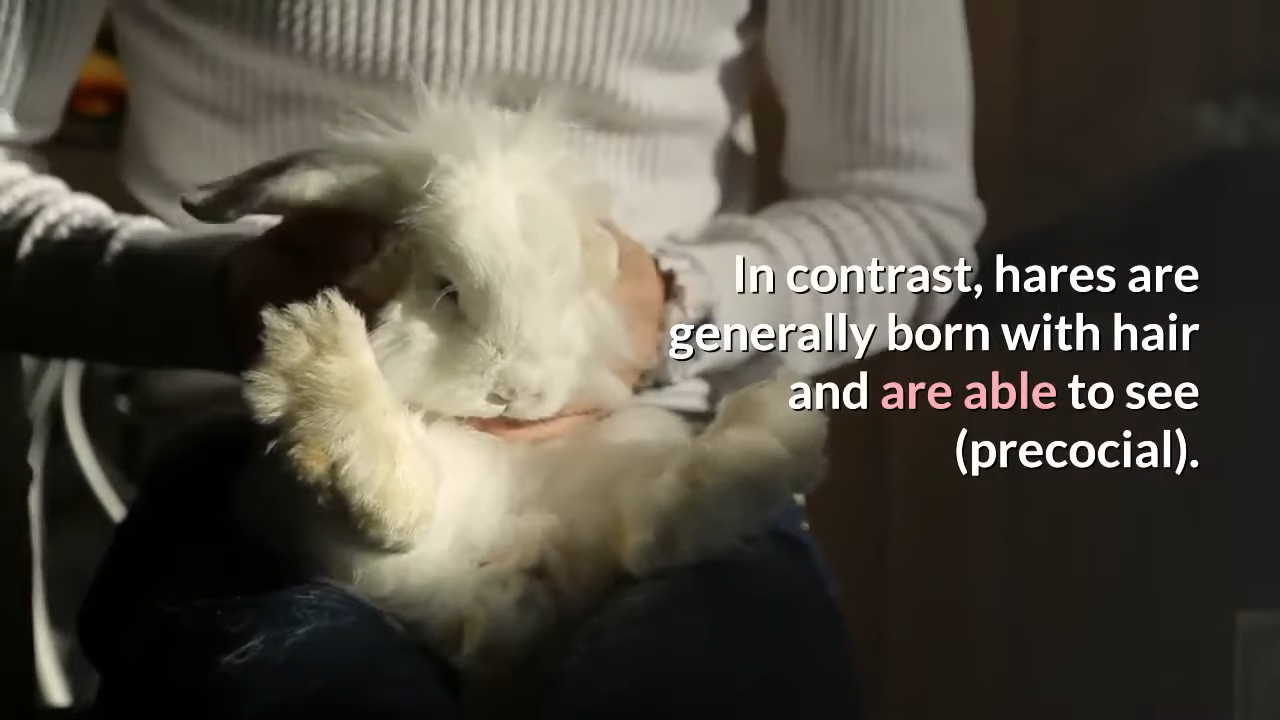 In contrast, hares are
generally born with hair
and are able to see
(precocial).